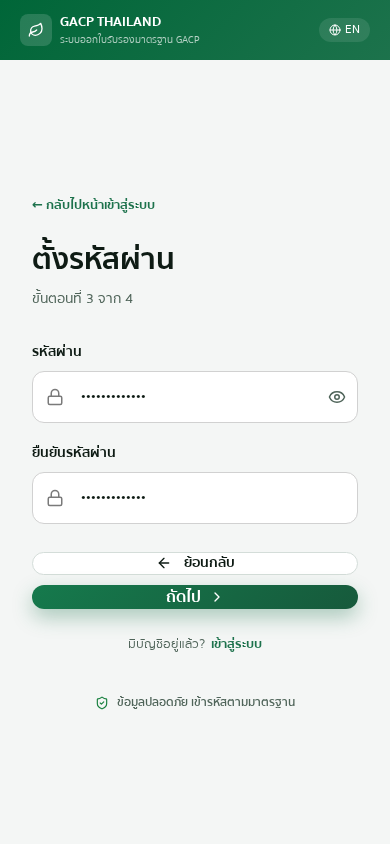 GACP THAILAND
ระบบออกใบรับรองมาตรฐาน GACP
EN
← กลับไปหน้าเข้าสู่ระบบ
ตั้งรหัสผ่าน
ขั้นตอนที่ 3 จาก 4
รหัสผ่าน
•••••••••••••
ยืนยันรหัสผ่าน
•••••••••••••
ย้อนกลับ
ถัดไป
มีบัญชีอยู่แล้ว? เข้าสู่ระบบ
ข้อมูลปลอดภัย เข้ารหัสตามมาตรฐาน